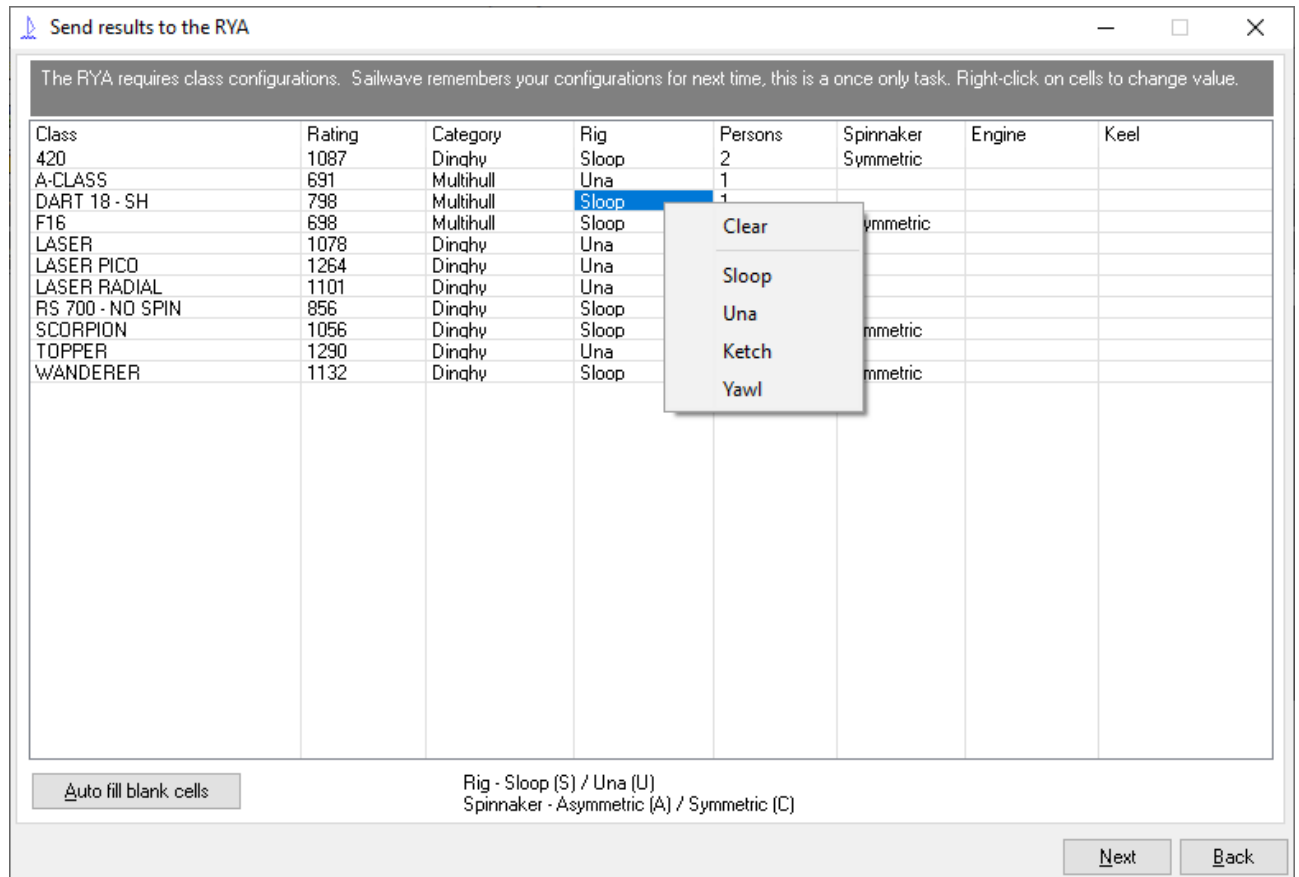 Send results to the RYA
The RYA requires class configurations.  Sailwave remembers your configurations for next time, this is a once only task. Right-click on cells to change value.
Class Rating Category Rig Persons Spinnaker Engine Keel
420 1087 Dinghy Sloop 2 Symmetric
A-CLASS 691 Multihull Una 1
DART 18 - SH 798 Multihull Sloop 1
F16 698 Multihull Sloop ymmetric
LASER 1078 Dinghy Una
LASER PICO 1264 Dinghy Una
LASER RADIAL 1101 Dinghy Una
RS 700 - NO SPIN 856 Dinghy Sloop
SCORPION 1056 Dinghy Sloop mmetric
TOPPER 1290 Dinghy Una
WANDERER 1132 Dinghy Sloop mmetric
Clear
Sloop
Una
Ketch
Yawl
Auto fill blank cells
Rig - Sloop (S) / Una (U)
Spinnaker - Asymmetric (A) / Symmetric (C)
Next Back